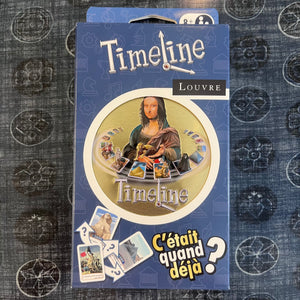 Timeline
LOUVRE
Timeline
C'était
quand
déjà ?